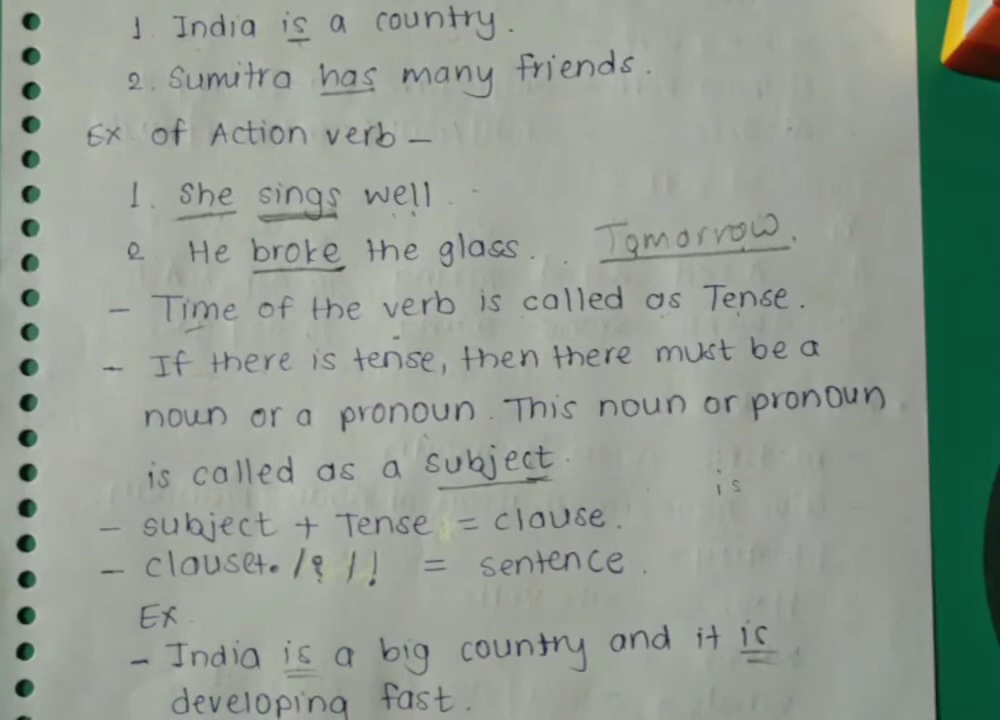 1. India is a country.
2. Sumitra has many friends.
Ex of Action verb –
1. She sings well.
2 He broke the glass. Tomorrow.
– Time of the verb is called as Tense.
– If there is tense, then there must be a
noun or a pronoun. This noun or pronoun
is called as a subject.
is
– subject + Tense = clause.
– clause+. /? /! = sentence.
Ex.
– India is a big country and it is
developing fast.